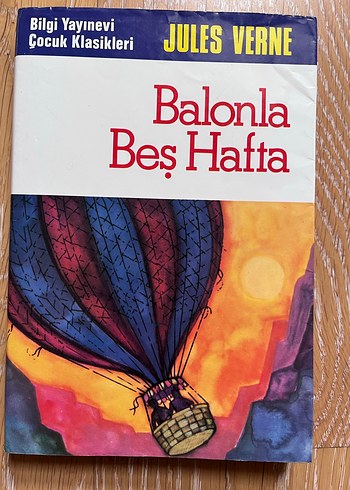 Bilgi Yayınevi
Çocuk Klasikleri
JULES VERNE
Balonla
Beş Hafta